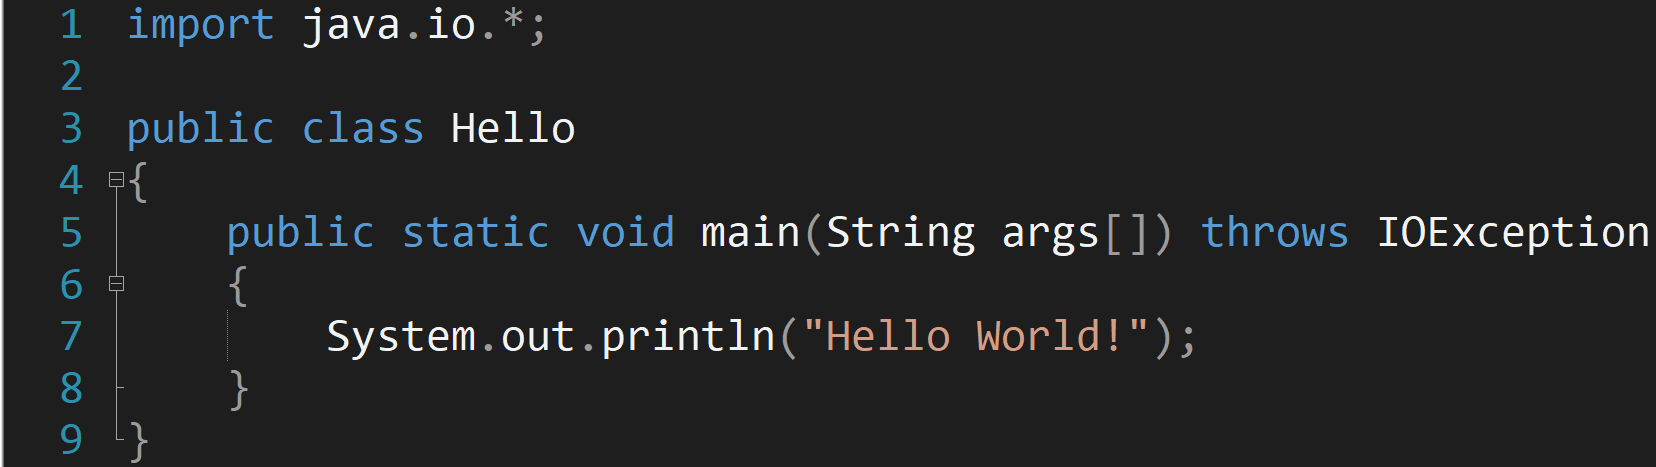 1 import java.io.*;
2
3 public class Hello
4 {
5     public static void main(String args[]) throws IOException
6     {
7         System.out.println("Hello World!");
8     }
9 }